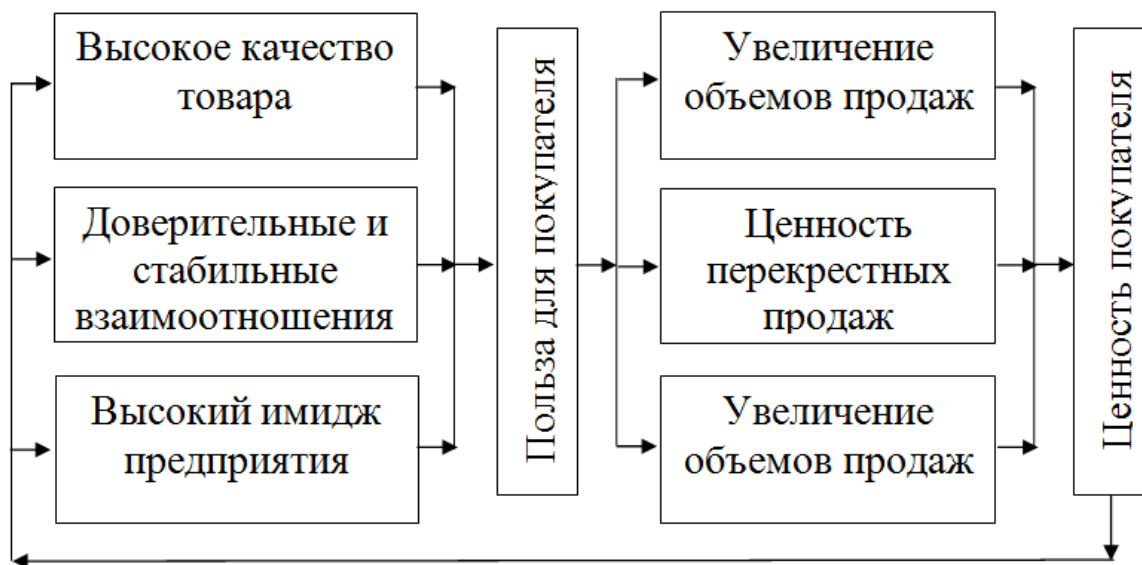 Высокое качество
товара
Доверительные и
стабильные
взаимоотношения
Высокий имидж
предприятия
Польза для покупателя
Увеличение
объемов продаж
Ценность
перекрестных
продаж
Увеличение
объемов продаж
Ценность покупателя